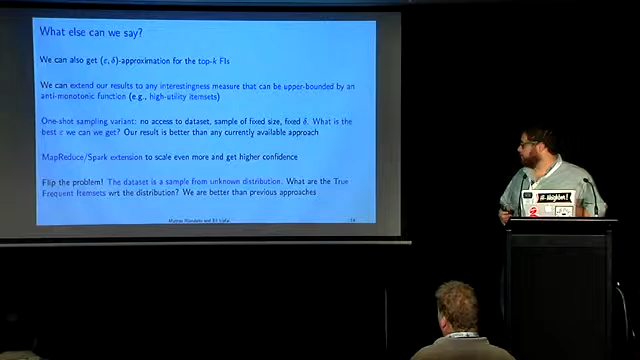 What else can we say?
We can also get (ε, δ)-approximation for the top-k FIs
We can extend our results to any interestingness measure that can be upper-bounded by an
anti-monotonic function (e.g., high-utility itemsets)
One-shot sampling variant: no access to dataset, sample of fixed size, fixed δ. What is the
best ε we can we get? Our result is better than any currently available approach
MapReduce/Spark extension to scale even more and get higher confidence
Flip the problem! The dataset is a sample from unknown distribution. What are the True
Frequent Itemsets wrt the distribution? We are better than previous approaches